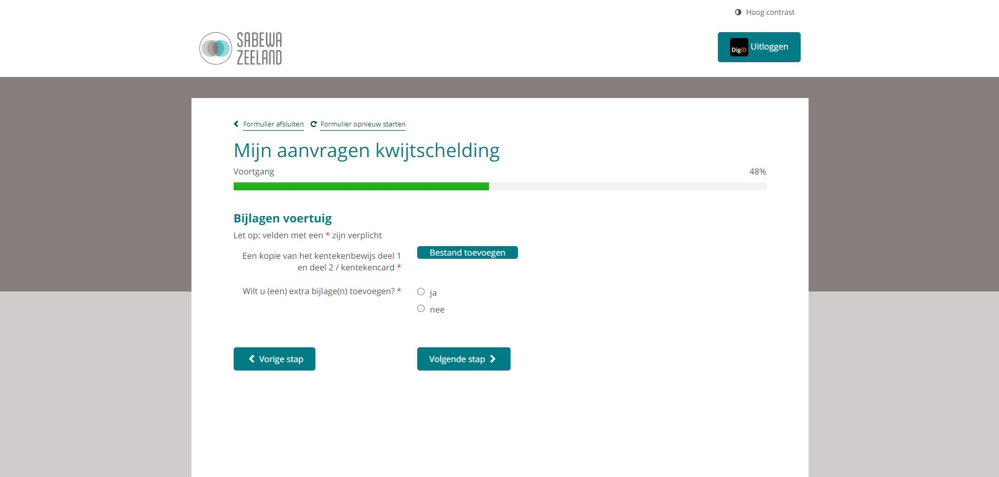 Hoog contrast
SABEWA
ZEELAND
DigiD Uitloggen
Formulier afsluiten Formulier opnieuw starten
Mijn aanvragen kwijtschelding
Voortgang 48%
Bijlagen voertuig
Let op: velden met een * zijn verplicht
Een kopie van het kentekenbewijs deel 1 Bestand toevoegen
en deel 2 / kentekencard *
Wilt u (een) extra bijlage(n) toevoegen? * ja
nee
Vorige stap Volgende stap